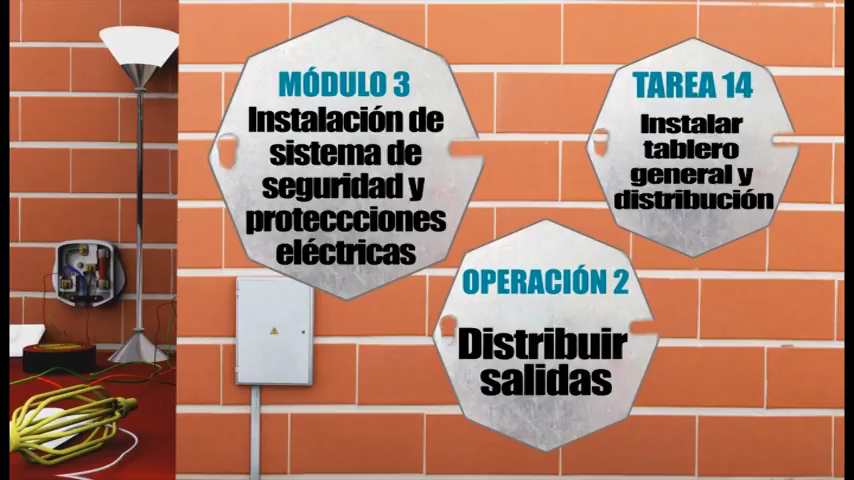 MÓDULO 3
Instalación de
sistema de
seguridad y
proteccciones
eléctricas
TAREA 14
Instalar
tablero
general y
distribución
OPERACIÓN 2
Distribuir
salidas